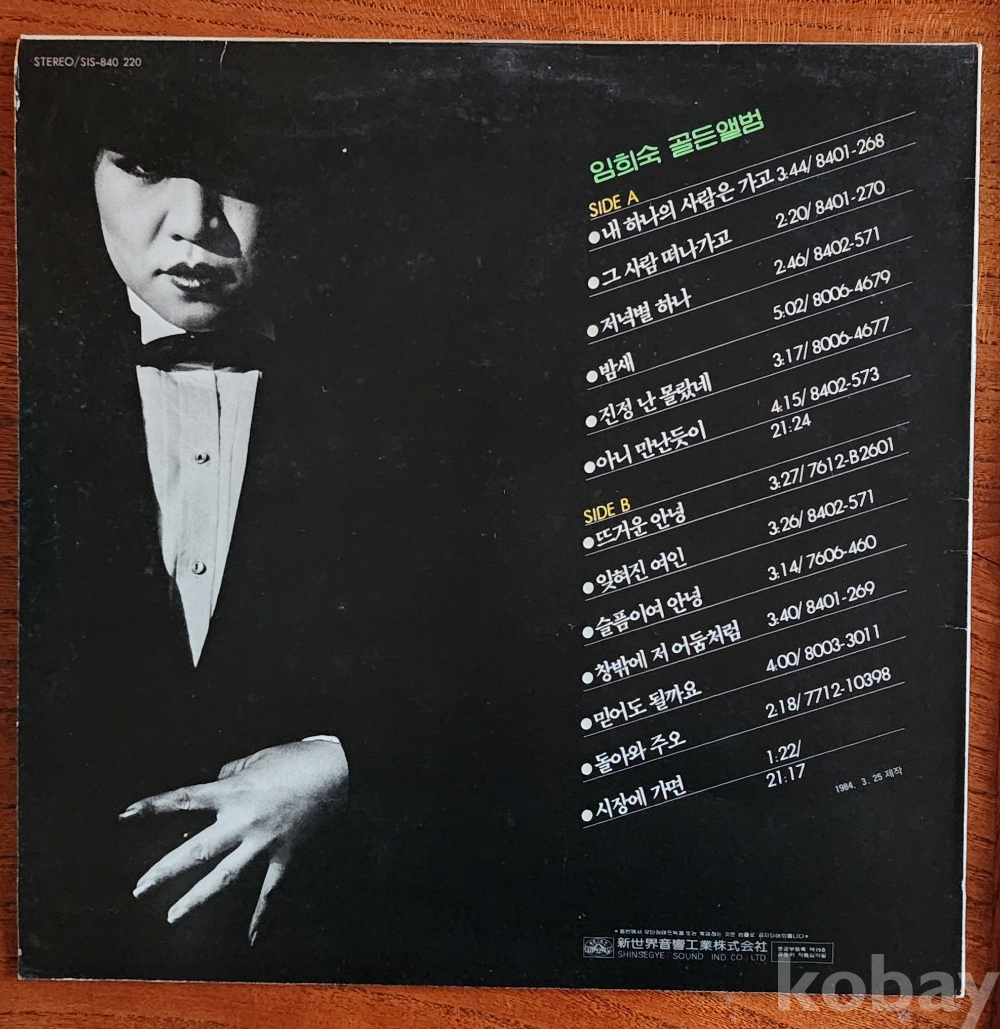 STEREO/SIS-840 220
임희숙 골든앨범
SIDE A
●내 하나의 사람은 가고 3:44/ 8401-268
●그 사람 떠나가고 2:20/ 8401-270
●저녁별 하나 2:46/ 8402-571
●밤새 5:02/ 8006-4679
●진정 난 몰랐네 3:17/ 8006-4677
●아니 만난듯이 4:15/ 8402-573
21:24
SIDE B
●뜨거운 안녕 3:27/ 7612-B2601
●잊혀진 여인 3:26/ 8402-571
●슬픔이여 안녕 3:14/ 7606-460
●창밖에 저 어둠처럼 3:40/ 8401-269
●믿어도 될까요 4:00/ 8003-3011
●돌아와 주오 2:18/ 7712-10398
●시장에 가면 1:22/
21:17
1984. 3. 25 제작
新世界音響工業株式会社
SHINSEGYE SOUND IND CO., LTD
kobay